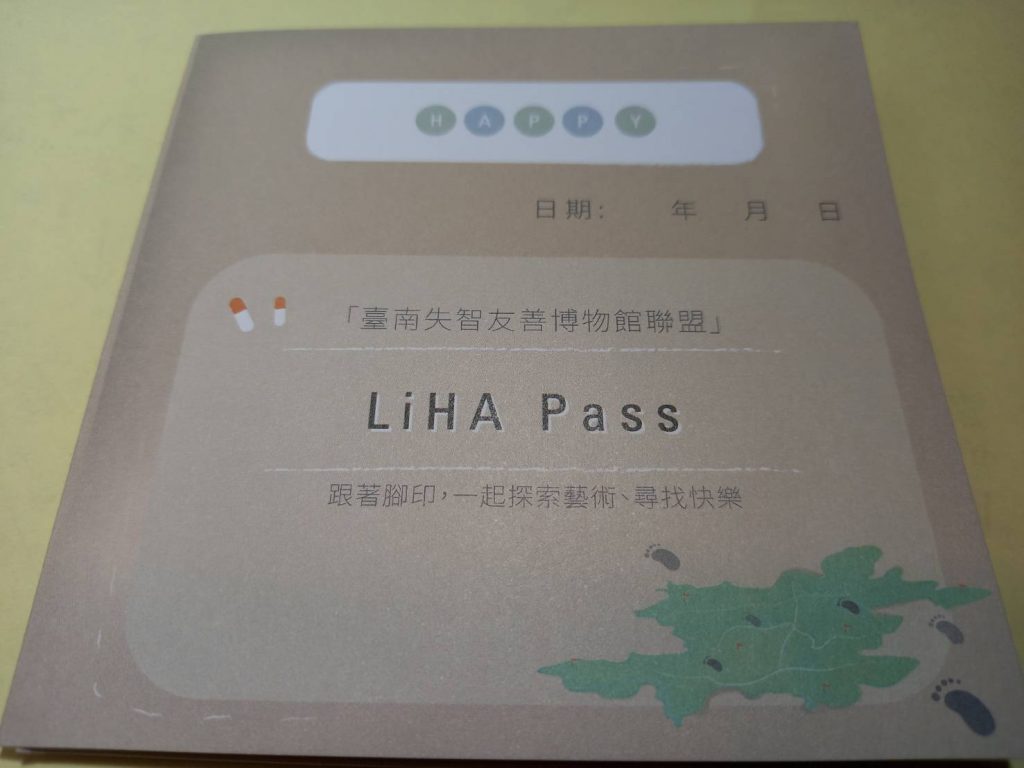 HAPPY
日期： 年 月 日
「臺南失智友善博物館聯盟」
LiHA Pass
跟著腳印，一起探索藝術、尋找快樂